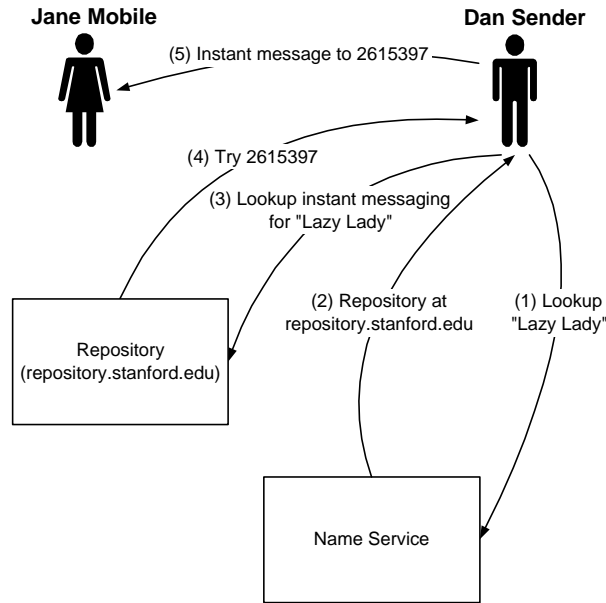 Jane Mobile
Dan Sender
(5) Instant message to 2615397
(4) Try 2615397
(3) Lookup instant messaging
for "Lazy Lady"
(2) Repository at
repository.stanford.edu
(1) Lookup
"Lazy Lady"
Repository
(repository.stanford.edu)
Name Service